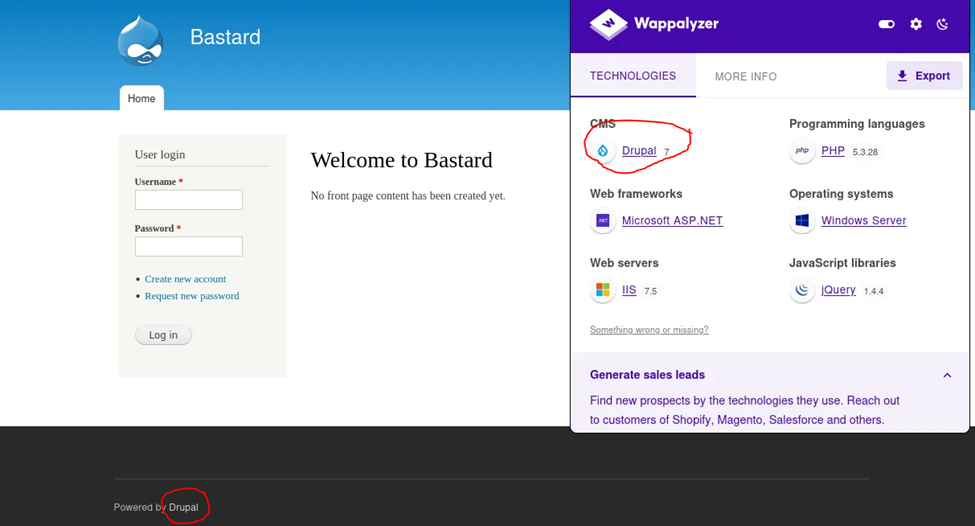 Bastard
Home
User login
Username *
Password *
Create new account
Request new password
Log in
Welcome to Bastard
No front page content has been created yet.
Powered by Drupal
Wappalyzer
TECHNOLOGIES
MORE INFO
Export
CMS
Drupal 7
Programming languages
php PHP 5.3.28
Web frameworks
NET Microsoft ASP.NET
Operating systems
Windows Server
Web servers
IIS 7.5
JavaScript libraries
jQuery 1.4.4
Something wrong or missing?
Generate sales leads
Find new prospects by the technologies they use. Reach out
to customers of Shopify, Magento, Salesforce and others.